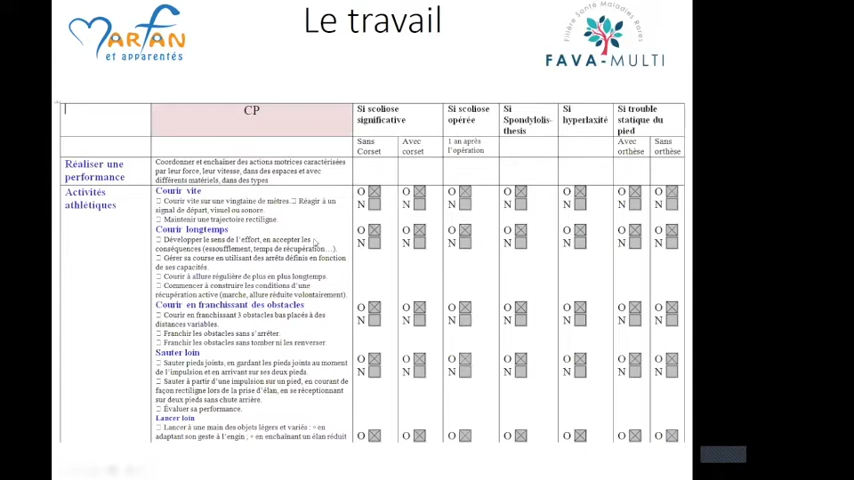 Le travail
MARFAN
et apparentés
Filière Santé Maladies Rares
FAVA-MULTI
CP
Si scoliose
significative
Si scoliose
opérée
Si
Spondylolis-
thesis
Si
hyperlaxité
Si trouble
statique du
pied
Sans
Corset
Avec
corset
1 an après
l'opération
Avec
orthèse
Sans
orthèse
Réaliser une
performance
Coordonner et enchaîner des actions motrices caractérisées
par leur force, leur vitesse, dans des espaces et avec
différents matériels, dans des types
Activités
athlétiques
Courir vite
□ Courir vite sur une vingtaine de mètres. □ Réagir à un
signal de départ, visuel ou sonore.
□ Maintenir une trajectoire rectiligne.
O O O O O O O
N N N N N N N
Courir longtemps
□ Développer le sens de l'effort, en accepter les
conséquences (essoufflement, temps de récupération…).
□ Gérer sa course en utilisant des arrêts définis en fonction
de ses capacités.
□ Courir à allure régulière de plus en plus longtemps.
□ Commencer à construire les conditions d'une
récupération active (marche, allure réduite volontairement).
O O O O O O O
N N N N N N N
Courir en franchissant des obstacles
□ Courir en franchissant 3 obstacles bas placés à des
distances variables.
□ Franchir les obstacles sans s'arrêter.
□ Franchir les obstacles sans tomber ni les renverser
O O O O O O O
N N N N N N N
Sauter loin
□ Sauter pieds joints, en gardant les pieds joints au moment
de l'impulsion et en arrivant sur ses deux pieds.
□ Sauter à partir d'une impulsion sur un pied, en courant de
façon rectiligne lors de la prise d'élan, en se réceptionnant
sur deux pieds sans chute arrière.
□ Évaluer sa performance.
O O O O O O O
N N N N N N N
Lancer loin
□ Lancer à une main des objets légers et variés : ◦ en
adaptant son geste à l'engin ; ◦ en enchaînant un élan réduit
O O O O O O O